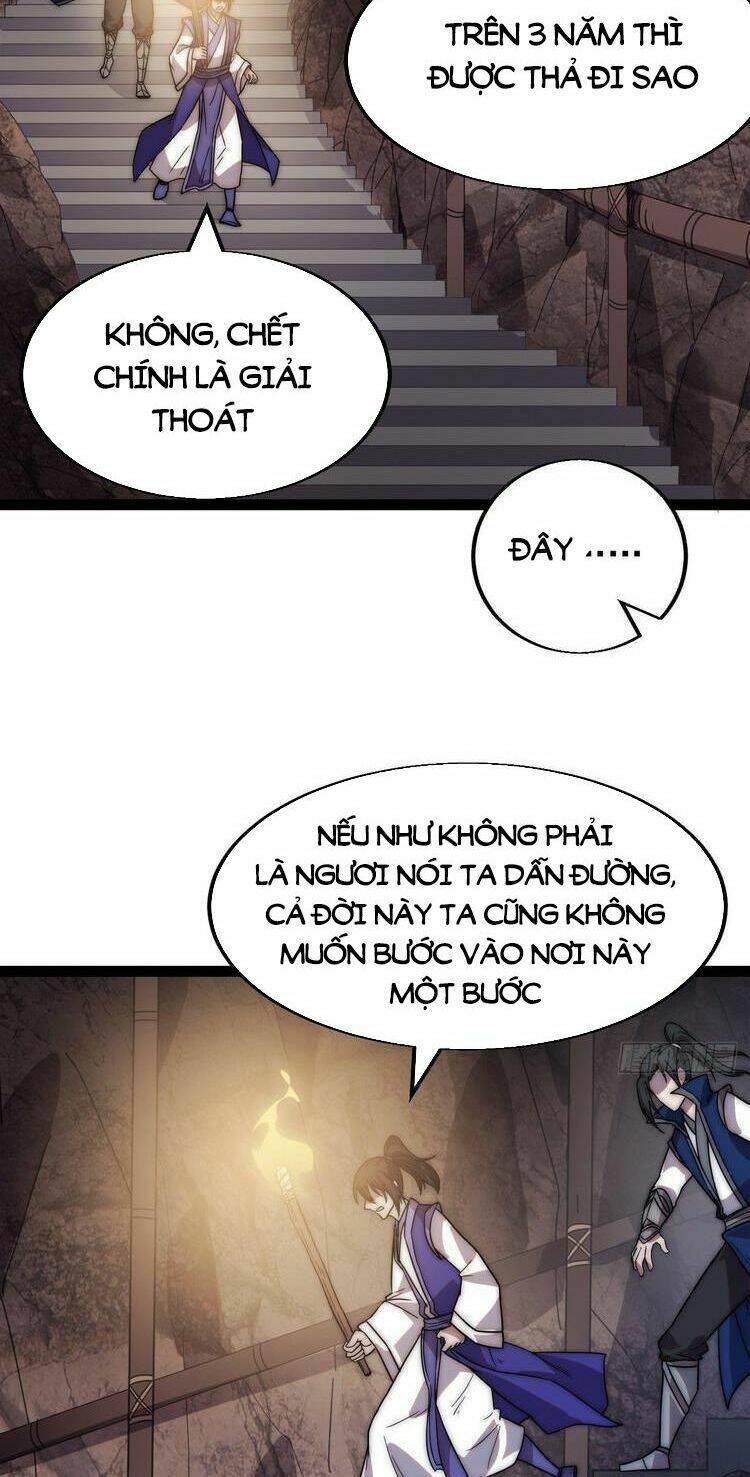 TRÊN 3 NĂM THÌ
ĐƯỢC THẢ ĐI SAO
KHÔNG, CHẾT
CHÍNH LÀ GIẢI
THOÁT
ĐÂY .....
NẾU NHƯ KHÔNG PHẢI
LÀ NGƯƠI NÓI TA DẪN ĐƯỜNG,
CẢ ĐỜI NÀY TA CŨNG KHÔNG
MUỐN BƯỚC VÀO NƠI NÀY
MỘT BƯỚC